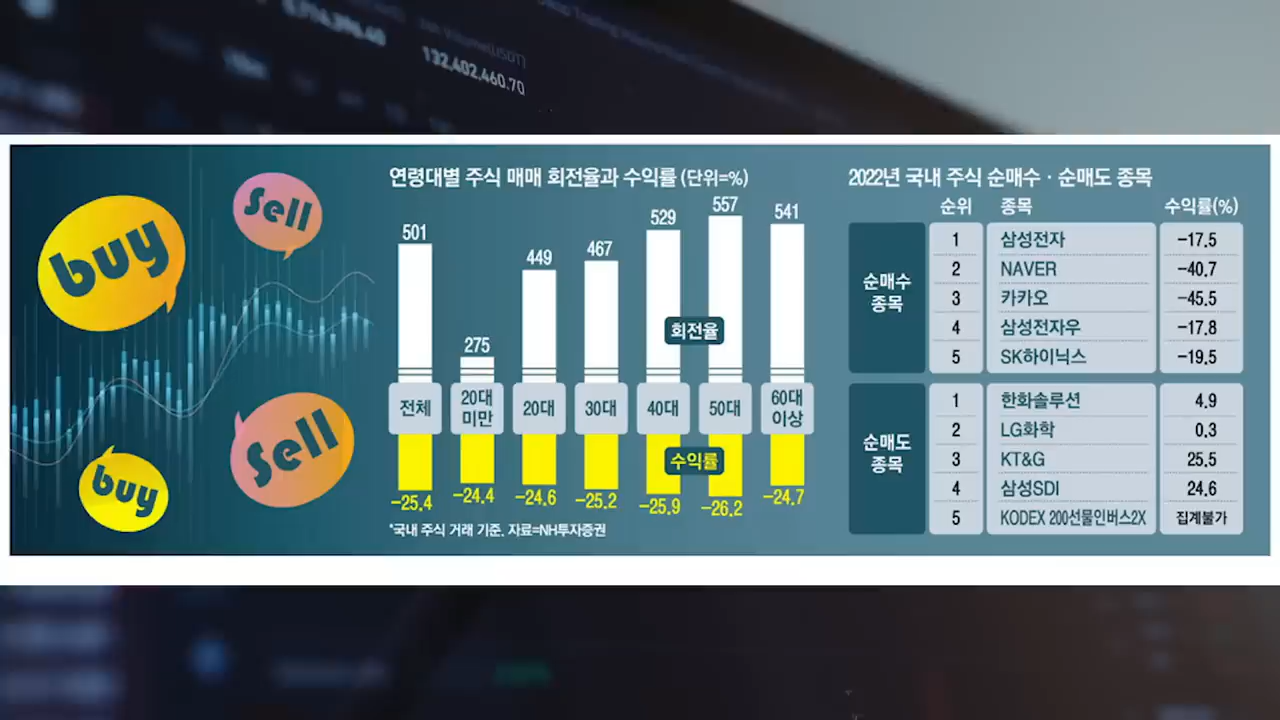 132,402,460.70
buy
Sell
Sell
buy
연령대별 주식 매매 회전율과 수익률 (단위=%)
501
275
449
467
529
557
541
회전율
전체
20대 미만
20대
30대
40대
50대
60대 이상
수익률
-25.4
-24.4
-24.6
-25.2
-25.9
-26.2
-24.7
*국내 주식 거래 기준. 자료=NH투자증권
2022년 국내 주식 순매수 · 순매도 종목
순위 종목 수익률(%)
순매수 종목
1 삼성전자 -17.5
2 NAVER -40.7
3 카카오 -45.5
4 삼성전자우 -17.8
5 SK하이닉스 -19.5
순매도 종목
1 한화솔루션 4.9
2 LG화학 0.3
3 KT&G 25.5
4 삼성SDI 24.6
5 KODEX 200선물인버스2X 집계불가